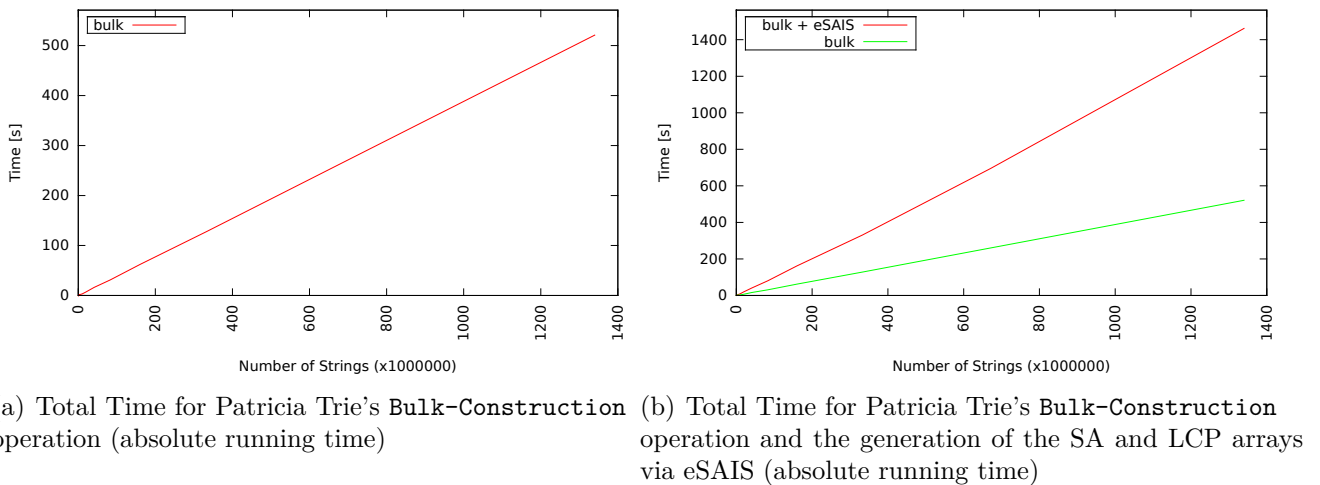 bulk
500
400
300
200
100
0
Time [s]
0 200 400 600 800 1000 1200 1400
Number of Strings (x1000000)
a) Total Time for Patricia Trie's Bulk-Construction
operation (absolute running time)
bulk + eSAIS
bulk
1400
1200
1000
800
600
400
200
0
Time [s]
0 200 400 600 800 1000 1200 1400
Number of Strings (x1000000)
(b) Total Time for Patricia Trie's Bulk-Construction
operation and the generation of the SA and LCP arrays
via eSAIS (absolute running time)